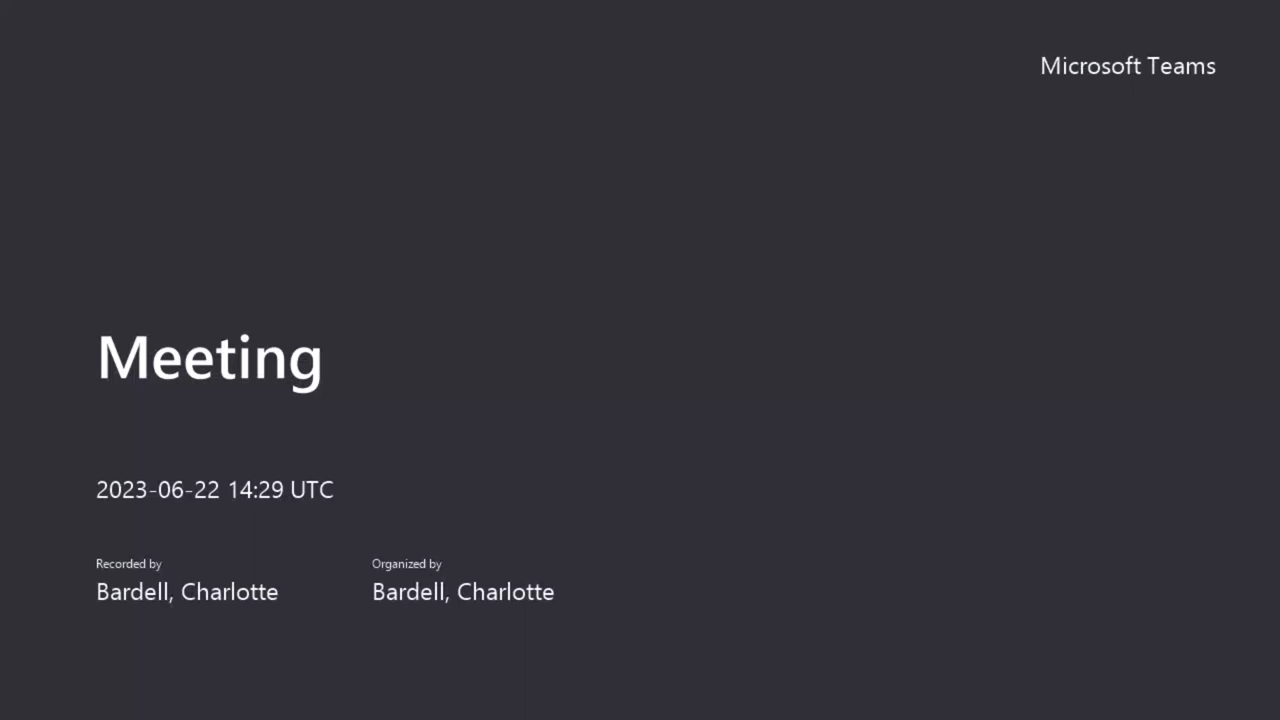 Microsoft Teams
Meeting
2023-06-22 14:29 UTC
Recorded by
Bardell, Charlotte
Organized by
Bardell, Charlotte